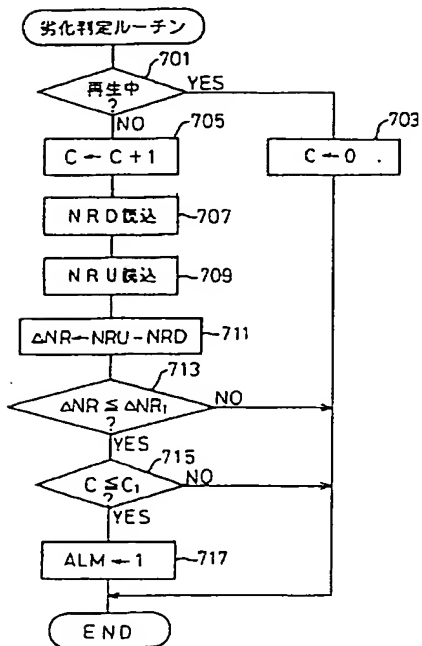 劣化判定ルーチン
701
再生中
?
YES
NO
705
703
C ← C + 1
C ← 0
NRD読込
707
NRU読込
709
ΔNR←NRU-NRD
711
713
ΔNR ≦ ΔNR₁
?
NO
YES
715
C ≦ C₁
?
NO
YES
ALM ← 1
717
END